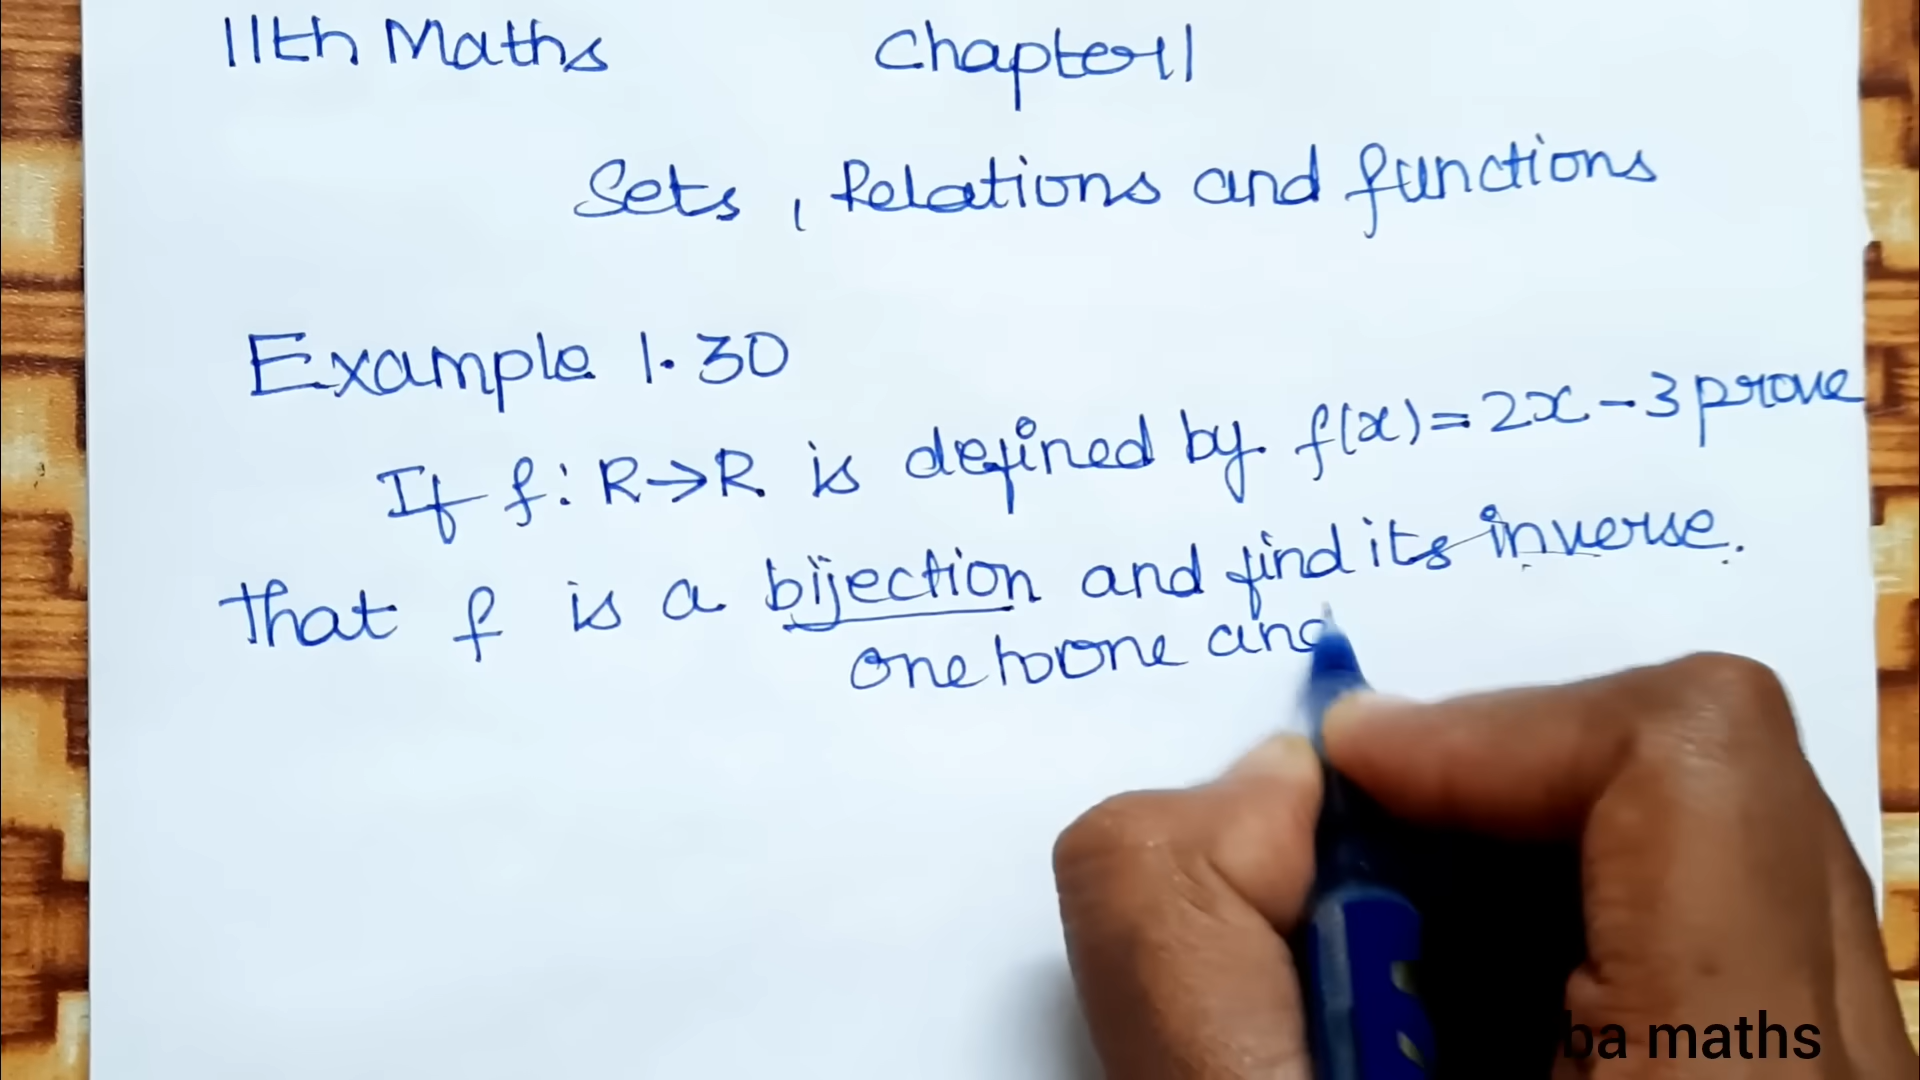 11th Maths Chapter 1
Sets, Relations and functions
Example 1.30
If f: R→R is defined by f(x)=2x-3 prove
that f is a bijection and find its inverse.
one to one and
ba maths